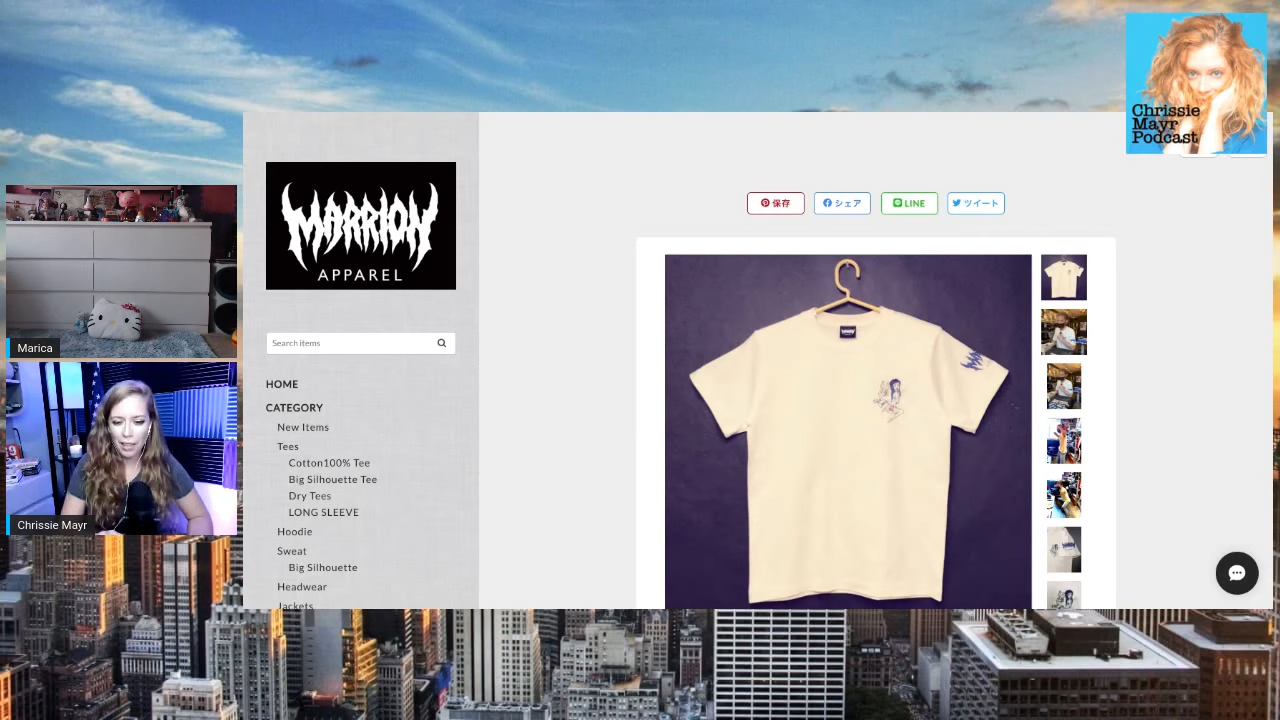 Chrissie
Mayr
Podcast
MARRION
APPAREL
保存
シェア
LINE
ツイート
Search items
HOME
CATEGORY
New Items
Tees
Cotton100% Tee
Big Silhouette Tee
Dry Tees
LONG SLEEVE
Hoodie
Sweat
Big Silhouette
Headwear
Jackets
Marica
Chrissie Mayr